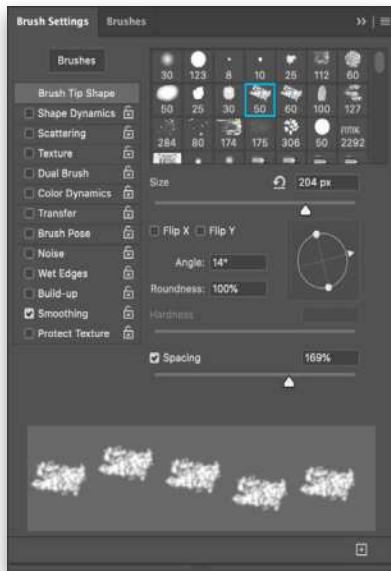 Brush Settings Brushes
Brushes
30 123 8 10 25 112 60
Brush Tip Shape
50 25 30 50 60 100 127
Shape Dynamics
Scattering
284 80 174 175 306 50 2292
Texture
Dual Brush
Size 204 px
Color Dynamics
Transfer
Brush Pose
Flip X Flip Y
Noise
Angle: 14°
Wet Edges
Build-up
Roundness: 100%
Smoothing
Hardness
Protect Texture
Spacing 169%